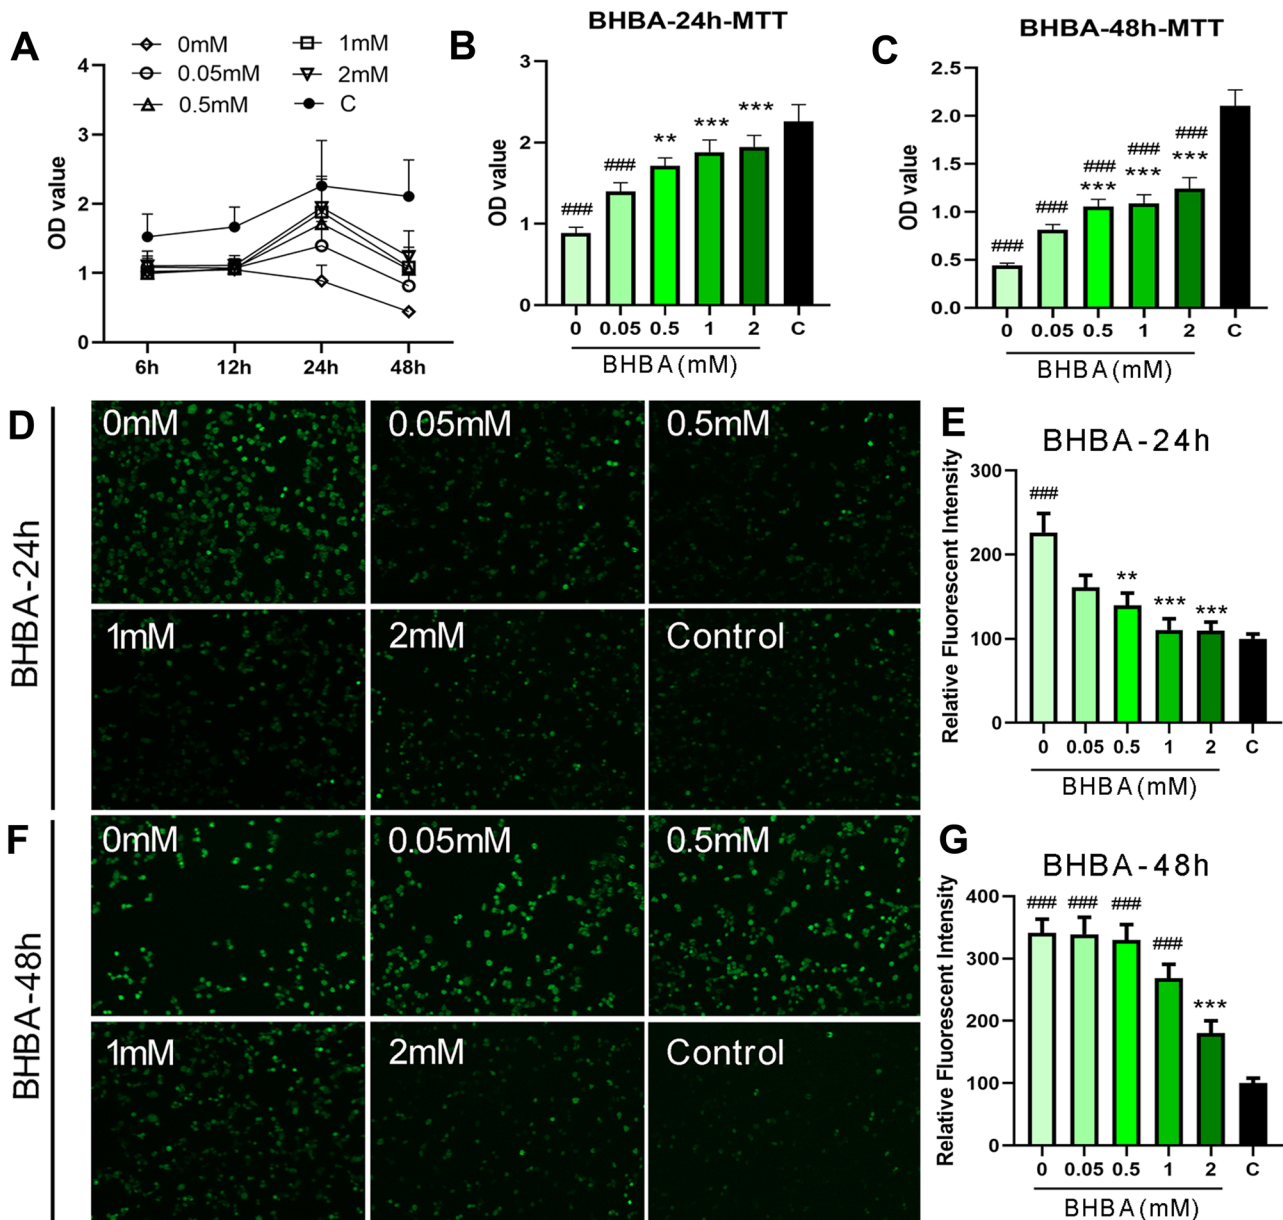 A
0mM
0.05mM
0.5mM
1mM
2mM
C
OD value
4
3
2
1
0
6h 12h 24h 48h
B
BHBA-24h-MTT
OD value
3
2
1
0
###
###
**
***
***
0 0.05 0.5 1 2 C
BHBA (mM)
C
BHBA-48h-MTT
OD value
2.5
2.0
1.5
1.0
0.5
0.0
###
###
###
***
###
***
###
***
0 0.05 0.5 1 2 C
BHBA (mM)
D
BHBA-24h
0mM
0.05mM
0.5mM
1mM
2mM
Control
E
BHBA-24h
Relative Fluorescent Intensity
300
200
100
0
###
**
***
***
0 0.05 0.5 1 2 C
BHBA (mM)
F
BHBA-48h
0mM
0.05mM
0.5mM
1mM
2mM
Control
G
BHBA-48h
Relative Fluorescent Intensity
400
300
200
100
0
###
###
###
###
***
0 0.05 0.5 1 2 C
BHBA (mM)